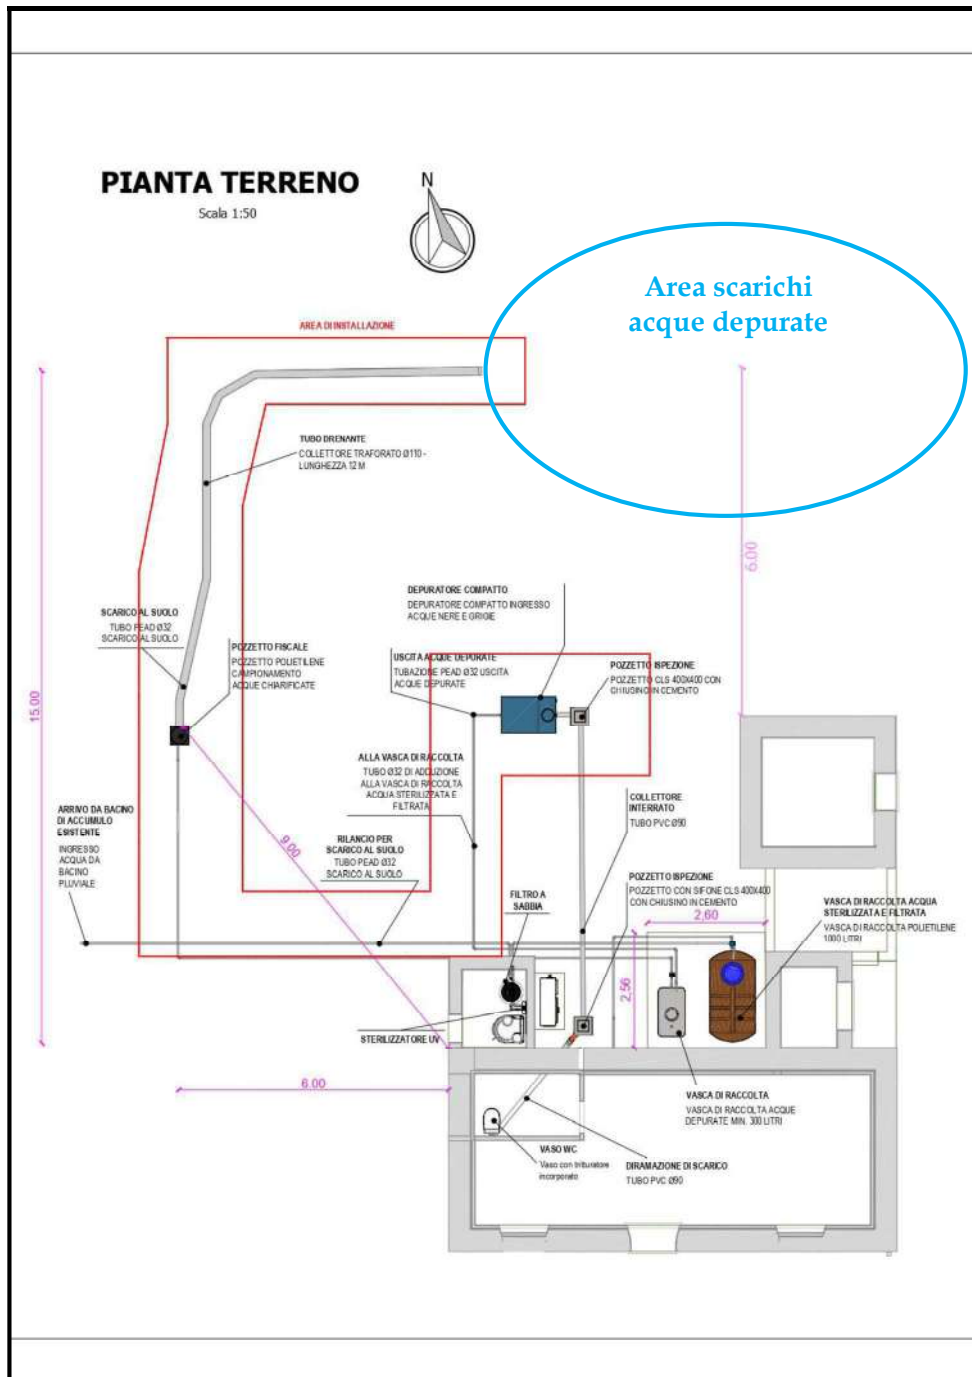 PIANTA TERRENO
Scala 1:50
N
Area scarichi
acque depurate
AREA DI INSTALLAZIONE
TUBO DRENANTE
COLLETTORE TRAFORATO Ø110 -
LUNGHEZZA 12 M
15.00
6.00
DEPURATORE COMPATTO
DEPURATORE COMPATTO INGRESSO
ACQUE NERE E GRIGIE
SCARICO AL SUOLO
TUBO PEAD Ø32
SCARICO AL SUOLO
POZZETTO FISCALE
POZZETTO POLIETILENE
CAMPIONAMENTO
ACQUE CHIARIFICATE
USCITA ACQUE DEPURATE
TUBAZIONE PEAD Ø32 USCITA
ACQUE DEPURATE
POZZETTO ISPEZIONE
POZZETTO CLS 400X400 CON
CHIUSINO IN CEMENTO
ALLA VASCA DI RACCOLTA
TUBO Ø32 DI ADDUZIONE
ALLA VASCA DI RACCOLTA
ACQUA STERILIZZATA E
FILTRATA
COLLETTORE
INTERRATO
TUBO PVC Ø90
ARRIVO DA BACINO
DI ACCUMULO
ESISTENTE
INGRESSO
ACQUA DA
BACINO
PLUVIALE
9.00
RILANCIO PER
SCARICO AL SUOLO
TUBO PEAD Ø32
SCARICO AL SUOLO
FILTRO A
SABBIA
POZZETTO ISPEZIONE
POZZETTO CON SIFONE CLS 400X400
CON CHIUSINO IN CEMENTO
2,60
VASCA DI RACCOLTA ACQUA
STERILIZZATA E FILTRATA
VASCA DI RACCOLTA POLIETILENE
1000 LITRI
2,56
STERILIZZATORE UV
6.00
VASCA DI RACCOLTA
VASCA DI RACCOLTA ACQUE
DEPURATE MIN. 300 LITRI
VASO WC
Vaso con trituratore
incorporato
DIRAMAZIONE DI SCARICO
TUBO PVC Ø90